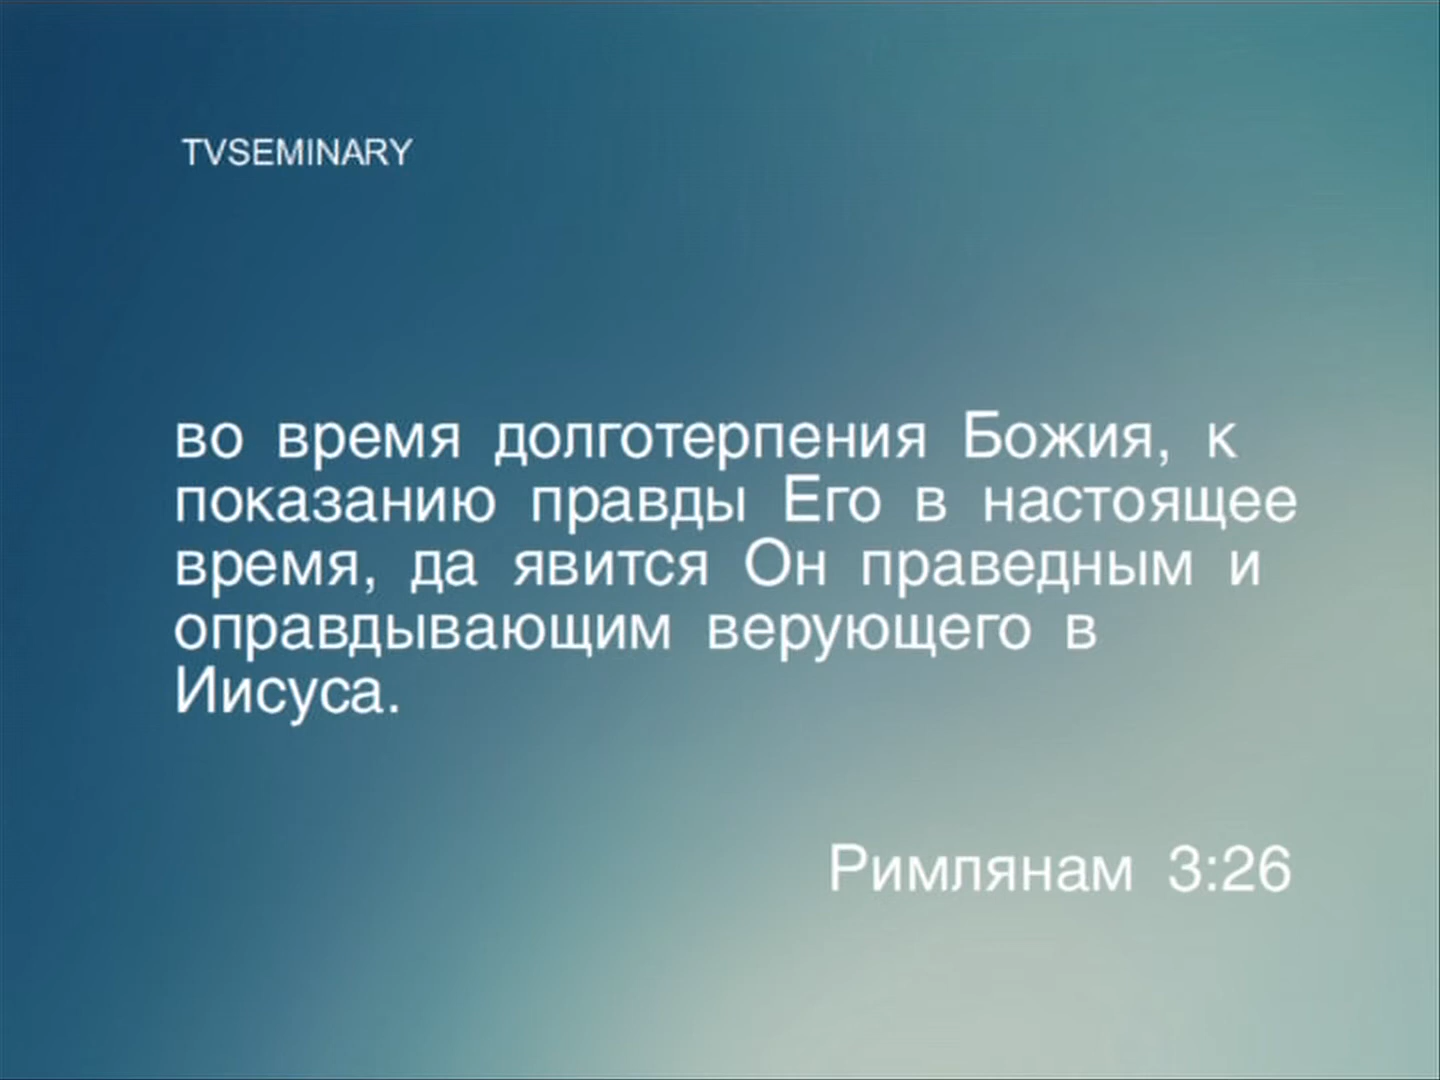 TVSEMINARY
во время долготерпения Божия, к
показанию правды Его в настоящее
время, да явится Он праведным и
оправдывающим верующего в
Иисуса.
Римлянам 3:26